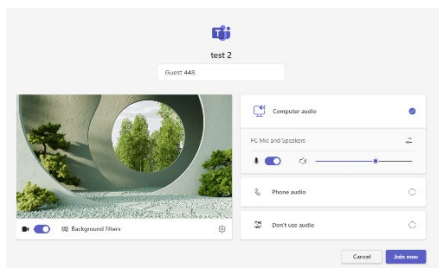 test 2
Guest 448
Computer audio
PC Mic and Speakers
Phone audio
Background filters
Don't use audio
Cancel
Join now